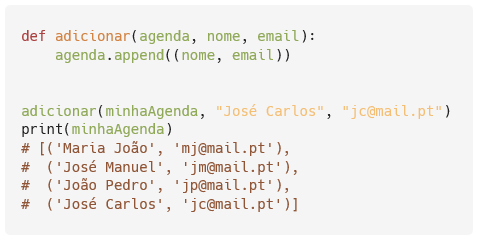 def adicionar(agenda, nome, email):
    agenda.append((nome, email))
adicionar(minhaAgenda, "José Carlos", "jc@mail.pt")
print(minhaAgenda)
# [('Maria João', 'mj@mail.pt'),
#  ('José Manuel', 'jm@mail.pt'),
#  ('João Pedro', 'jp@mail.pt'),
#  ('José Carlos', 'jc@mail.pt')]